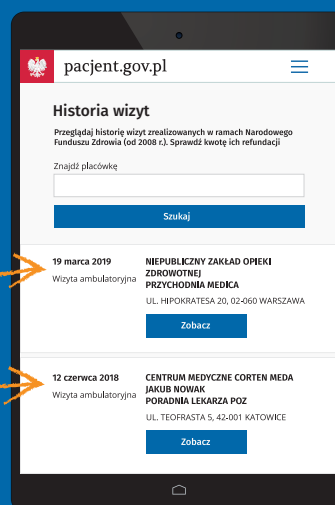 pacjent.gov.pl
Historia wizyt
Przeglądaj historię wizyt zrealizowanych w ramach Narodowego
Funduszu Zdrowia (od 2008 r.). Sprawdź kwotę ich refundacji
Znajdź placówkę
Szukaj
19 marca 2019
Wizyta ambulatoryjna
NIEPUBLICZNY ZAKŁAD OPIEKI
ZDROWOTNEJ
PRZYCHODNIA MEDICA
UL. HIPOKRATESA 20, 02-060 WARSZAWA
Zobacz
12 czerwca 2018
Wizyta ambulatoryjna
CENTRUM MEDYCZNE CORTEN MEDA
JAKUB NOWAK
PORADNIA LEKARZA POZ
UL. TEOFRASTA 5, 42-001 KATOWICE
Zobacz